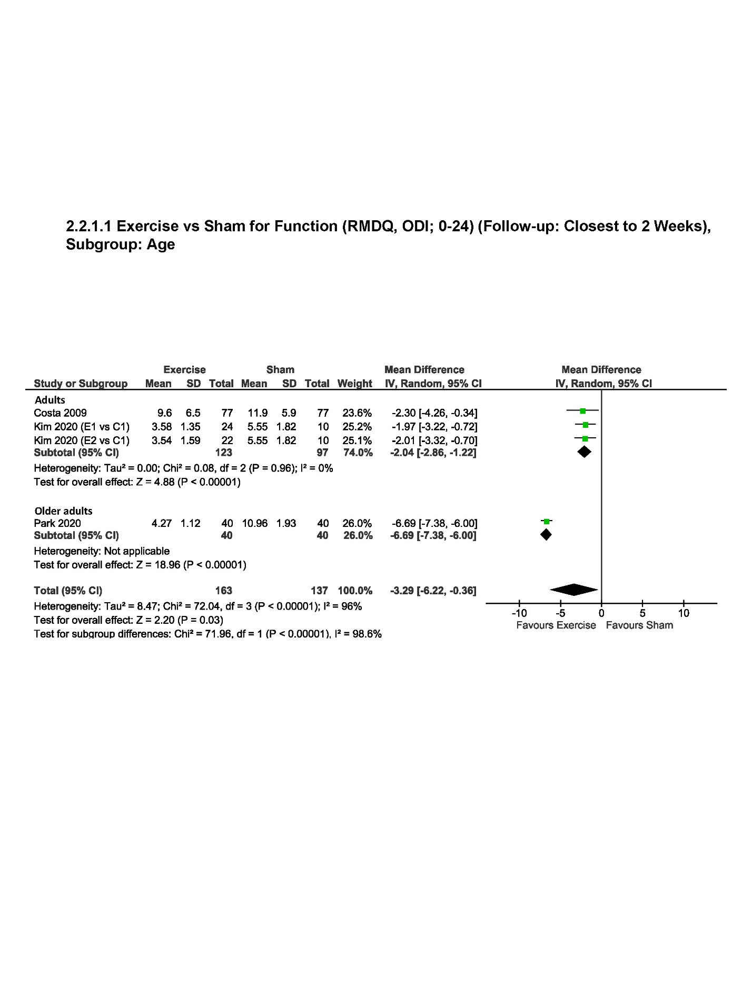 2.2.1.1 Exercise vs Sham for Function (RMDQ, ODI; 0-24) (Follow-up: Closest to 2 Weeks),
Subgroup: Age
Exercise Sham Mean Difference Mean Difference
Study or Subgroup Mean SD Total Mean SD Total Weight IV, Random, 95% CI IV, Random, 95% CI
Adults
Costa 2009 9.6 6.5 77 11.9 5.9 77 23.6% -2.30 [-4.26, -0.34]
Kim 2020 (E1 vs C1) 3.58 1.35 24 5.55 1.82 10 25.2% -1.97 [-3.22, -0.72]
Kim 2020 (E2 vs C1) 3.54 1.59 22 5.55 1.82 10 25.1% -2.01 [-3.32, -0.70]
Subtotal (95% CI) 123 97 74.0% -2.04 [-2.86, -1.22]
Heterogeneity: Tau² = 0.00; Chi² = 0.08, df = 2 (P = 0.96); I² = 0%
Test for overall effect: Z = 4.88 (P < 0.00001)
Older adults
Park 2020 4.27 1.12 40 10.96 1.93 40 26.0% -6.69 [-7.38, -6.00]
Subtotal (95% CI) 40 40 26.0% -6.69 [-7.38, -6.00]
Heterogeneity: Not applicable
Test for overall effect: Z = 18.96 (P < 0.00001)
Total (95% CI) 163 137 100.0% -3.29 [-6.22, -0.36]
Heterogeneity: Tau² = 8.47; Chi² = 72.04, df = 3 (P < 0.00001); I² = 96%
Test for overall effect: Z = 2.20 (P = 0.03)
Test for subgroup differences: Chi² = 71.96, df = 1 (P < 0.00001), I² = 98.6%
-10 -5 0 5 10
Favours Exercise Favours Sham